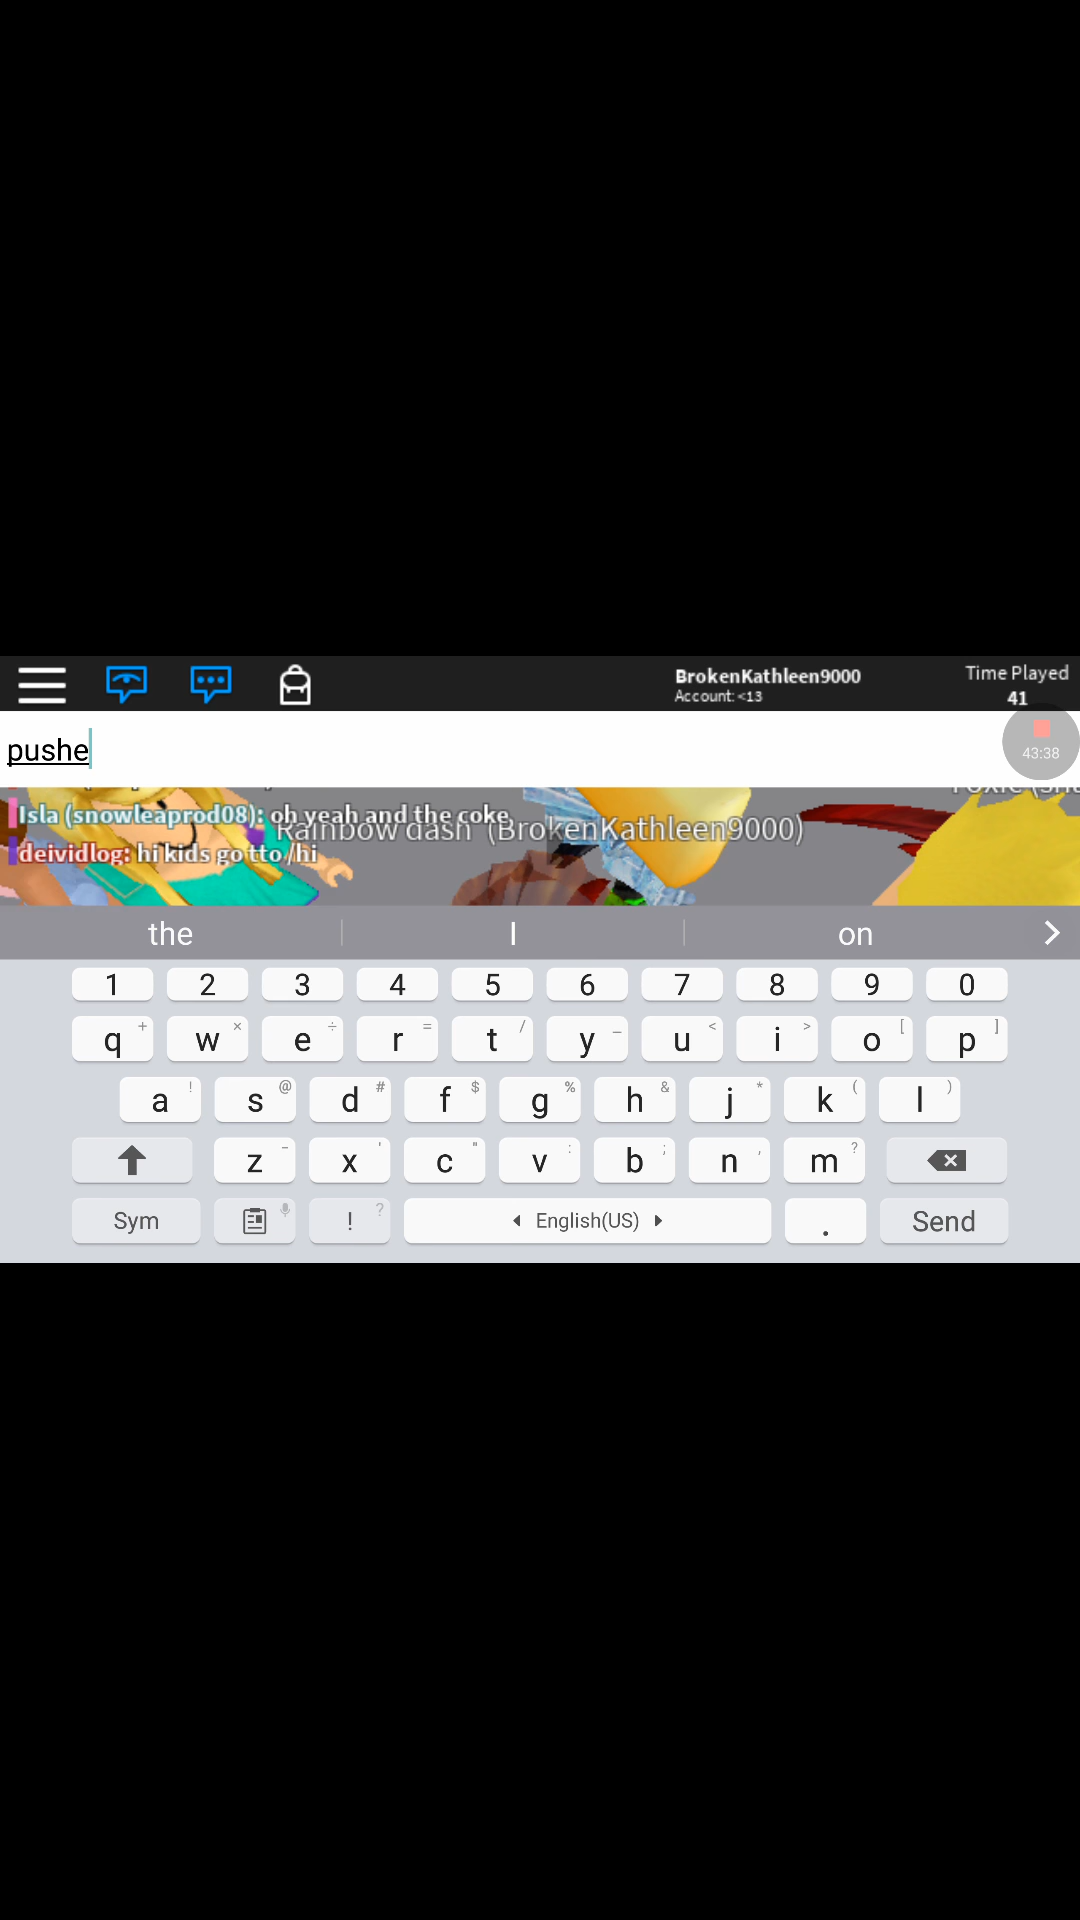 BrokenKathleen9000
Account: <13
Time Played
41
pushe
43:38
Isla (snowleaprod08): oh yeah and the coke
Rainbow dash (BrokenKathleen9000)
deividlog: hi kids go tto /hi
the I on
1 2 3 4 5 6 7 8 9 0
q + w × e ÷ r = t / y _ u < i > o [ p ]
a ! s @ d # f $ g % h & j * k ( l )
z - x ' c " v : b ; n , m ?
Sym ! ? English(US) . Send